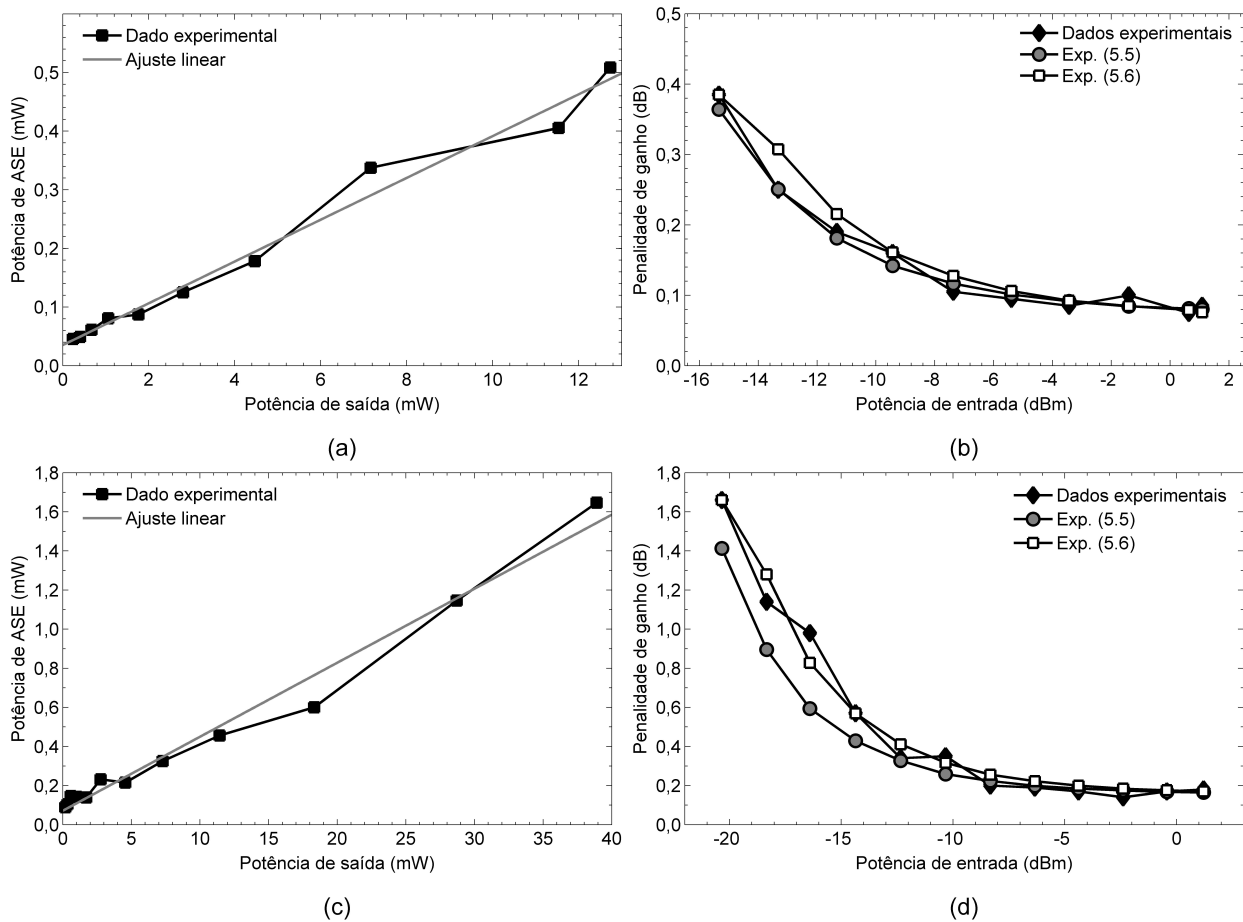 Dado experimental
Ajuste linear
0,5
0,4
0,3
0,2
0,1
0,0
Potência de ASE (mW)
0 2 4 6 8 10 12
Potência de saída (mW)
(a)
Dados experimentais
Exp. (5.5)
Exp. (5.6)
0,5
0,4
0,3
0,2
0,1
0,0
Penalidade de ganho (dB)
-16 -14 -12 -10 -8 -6 -4 -2 0 2
Potência de entrada (dBm)
(b)
Dado experimental
Ajuste linear
1,8
1,6
1,4
1,2
1,0
0,8
0,6
0,4
0,2
0,0
Potência de ASE (mW)
0 5 10 15 20 25 30 35 40
Potência de saída (mW)
(c)
Dados experimentais
Exp. (5.5)
Exp. (5.6)
1,8
1,6
1,4
1,2
1,0
0,8
0,6
0,4
0,2
0,0
Penalidade de ganho (dB)
-20 -15 -10 -5 0
Potência de entrada (dBm)
(d)